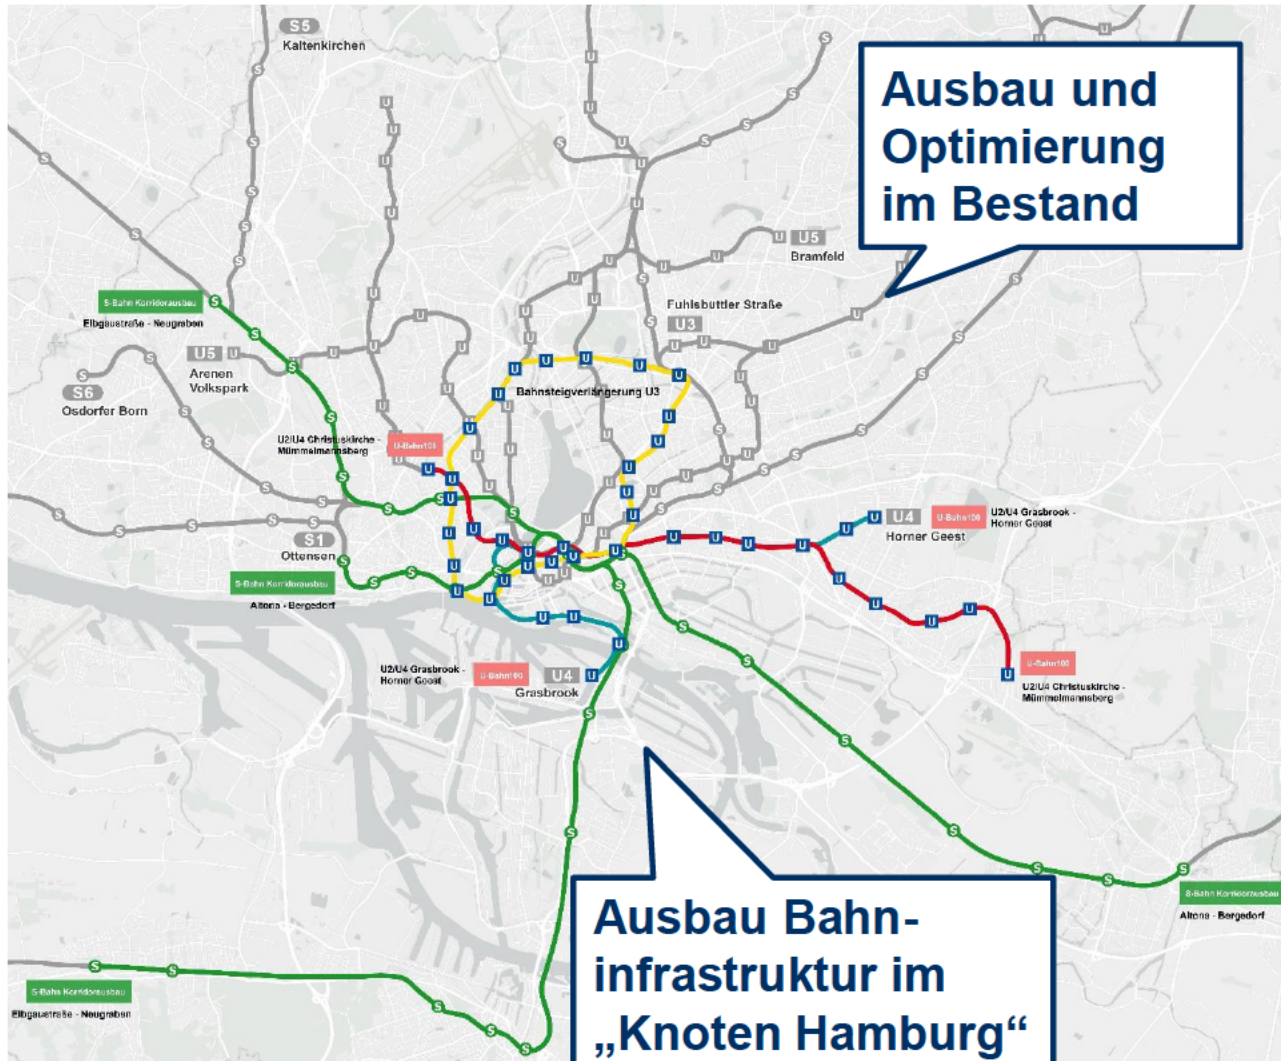 S5
Kaltenkirchen
Ausbau und
Optimierung
im Bestand
U5
Bramfeld
S-Bahn Korridorausbau
Elbgaustraße - Neugraben
Fuhlsbüttler Straße
U3
U5
Arenen
Volkspark
S6
Osdorfer Born
Bahnsteigverlängerung U3
U2/U4 Christuskirche -
Mümmelmannsberg
U-Bahn100
U4
Horner Geest
U-Bahn100
U2/U4 Grasbrook -
Horner Geest
S1
Ottensen
S-Bahn Korridorausbau
Altona - Bergedorf
U2/U4 Grasbrook -
Horner Geest
U-Bahn100
U4
Grasbrook
U-Bahn100
U2/U4 Christuskirche -
Mümmelmannsberg
S-Bahn Korridorausbau
Altona - Bergedorf
Ausbau Bahn-
infrastruktur im
„Knoten Hamburg“
S-Bahn Korridorausbau
Elbgaustraße - Neugraben